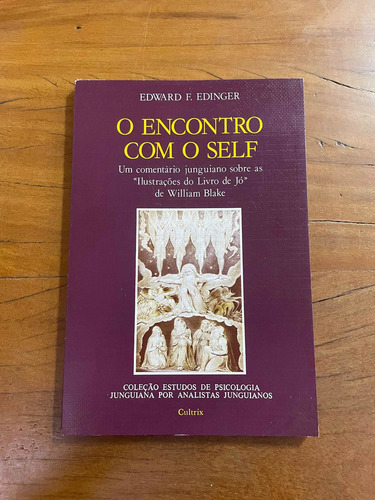 EDWARD F. EDINGER
O ENCONTRO
COM O SELF
Um comentário junguiano sobre as
"Ilustrações do Livro de Jó"
de William Blake
COLEÇÃO ESTUDOS DE PSICOLOGIA
JUNGUIANA POR ANALISTAS JUNGUIANOS
Cultrix